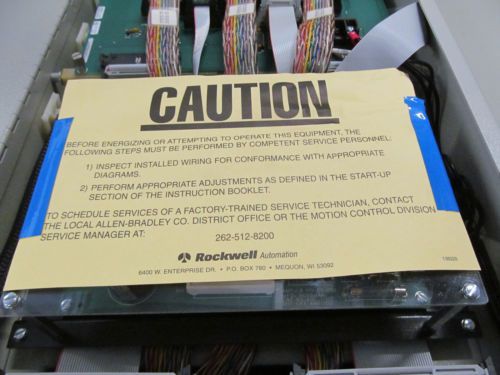 CAUTION
BEFORE ENERGIZING OR ATTEMPTING TO OPERATE THIS EQUIPMENT, THE
FOLLOWING STEPS MUST BE PERFORMED BY COMPETENT SERVICE PERSONNEL:
1) INSPECT INSTALLED WIRING FOR CONFORMANCE WITH APPROPRIATE
DIAGRAMS.
2) PERFORM APPROPRIATE ADJUSTMENTS AS DEFINED IN THE START-UP
SECTION OF THE INSTRUCTION BOOKLET.
TO SCHEDULE SERVICES OF A FACTORY-TRAINED SERVICE TECHNICIAN, CONTACT
THE LOCAL ALLEN-BRADLEY CO. DISTRICT OFFICE OR THE MOTION CONTROL DIVISION
SERVICE MANAGER AT: 262-512-8200
Rockwell Automation
6400 W. ENTERPRISE DR. • P.O. BOX 760 • MEQUON, WI 53092